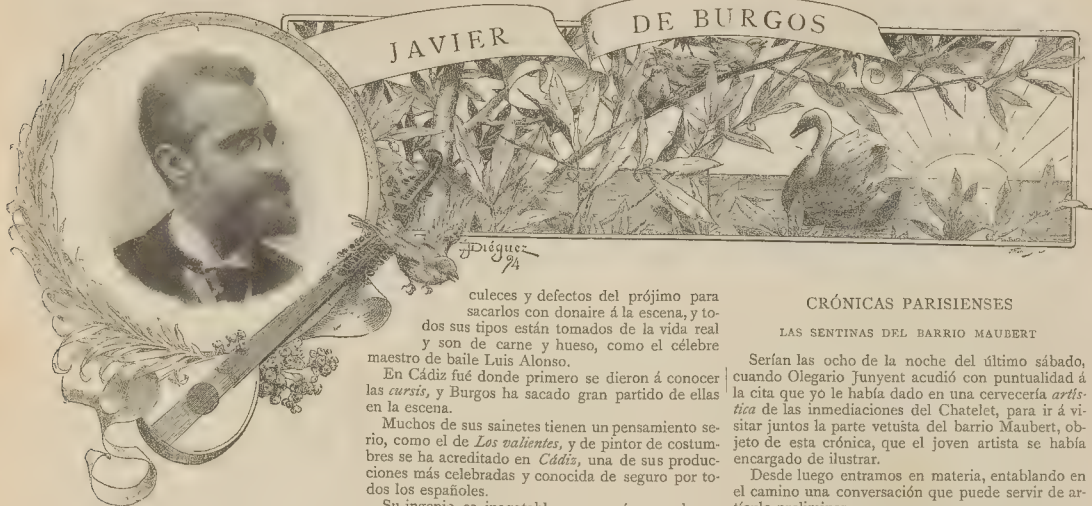 JAVIER DE BURGOS
Diéguez
94
culeces y defectos del prójimo para
sacarlos con donaire á la escena, y to-
dos sus tipos están tomados de la vida real
y son de carne y hueso, como el célebre
maestro de baile Luis Alonso.
En Cádiz fué donde primero se dieron á conocer
las cursis, y Burgos ha sacado gran partido de ellas
en la escena.
Muchos de sus sainetes tienen un pensamiento se-
rio, como el de Los valientes, y de pintor de costum-
bres se ha acreditado en Cádiz, una de sus produc-
ciones más celebradas y conocida de seguro por to-
dos los españoles.
CRÓNICAS PARISIENSES
LAS SENTINAS DEL BARRIO MAUBERT
Serían las ocho de la noche del último sábado,
cuando Olegario Junyent acudió con puntualidad á
la cita que yo le había dado en una cervecería artís-
tica de las inmediaciones del Chatelet, para ir á vi-
sitar juntos la parte vetusta del barrio Maubert, ob-
jeto de esta crónica, que el joven artista se había
encargado de ilustrar.
Desde luego entramos en materia, entablando en
el camino una conversación que puede servir de ar-